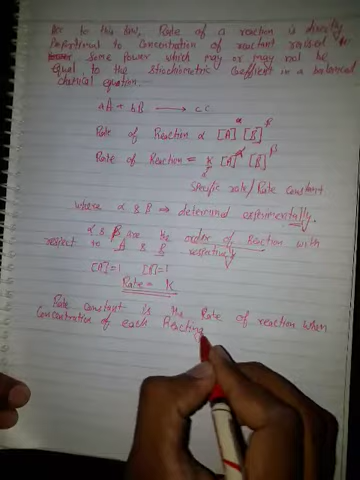 Acc to this law, Rate of a reaction is directly
proportional to concentration of reactant raised to
some power which may or may not be
equal to the stiochiometric coefficient in a balanced
chemical equation
aA + bB → cC
Rate of Reaction α [A]^α [B]^β
Rate of Reaction = K [A]^α [B]^β
Specific rate/Rate constant
where α & β ⇒ determined expimentally.
α & β are the order of Reaction with
respect to A & B respectively
[A]=1 [B]=1
Rate = K
Rate constant is the Rate of reaction when
Concentration of each Reacting